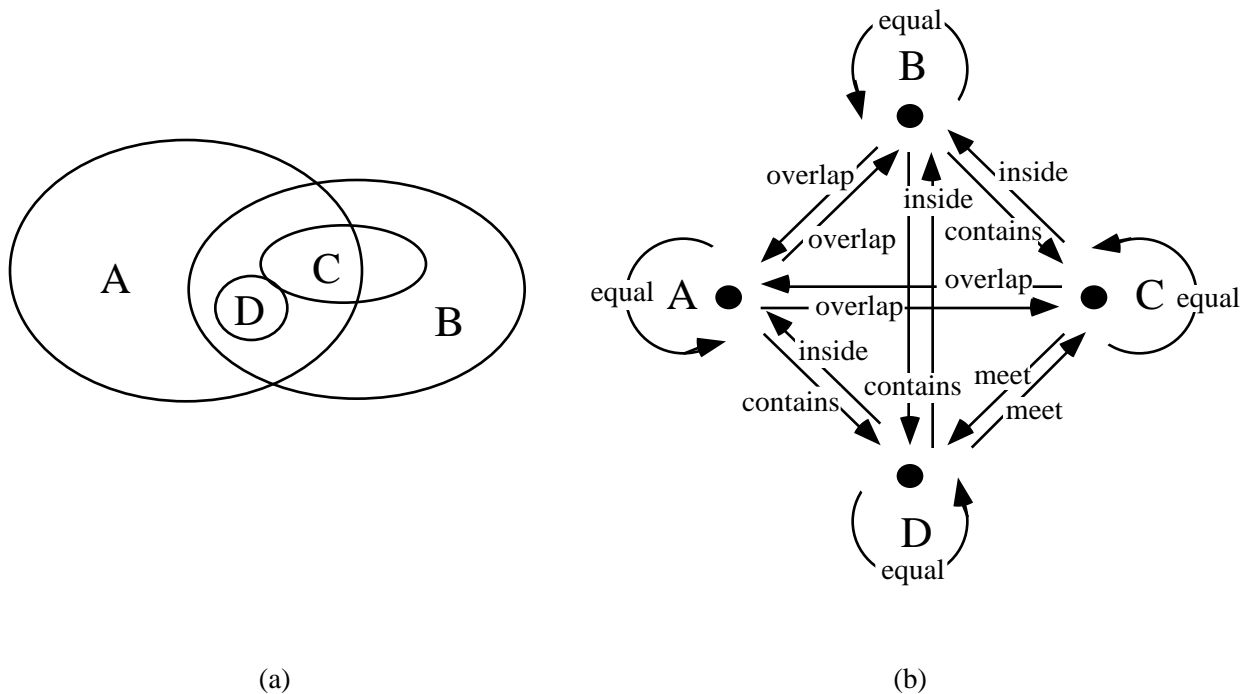 A
C
D
B
(a)
equal
B
overlap
inside
inside
overlap
contains
equal
A
overlap
C
equal
overlap
inside
meet
contains
contains
meet
D
equal
(b)